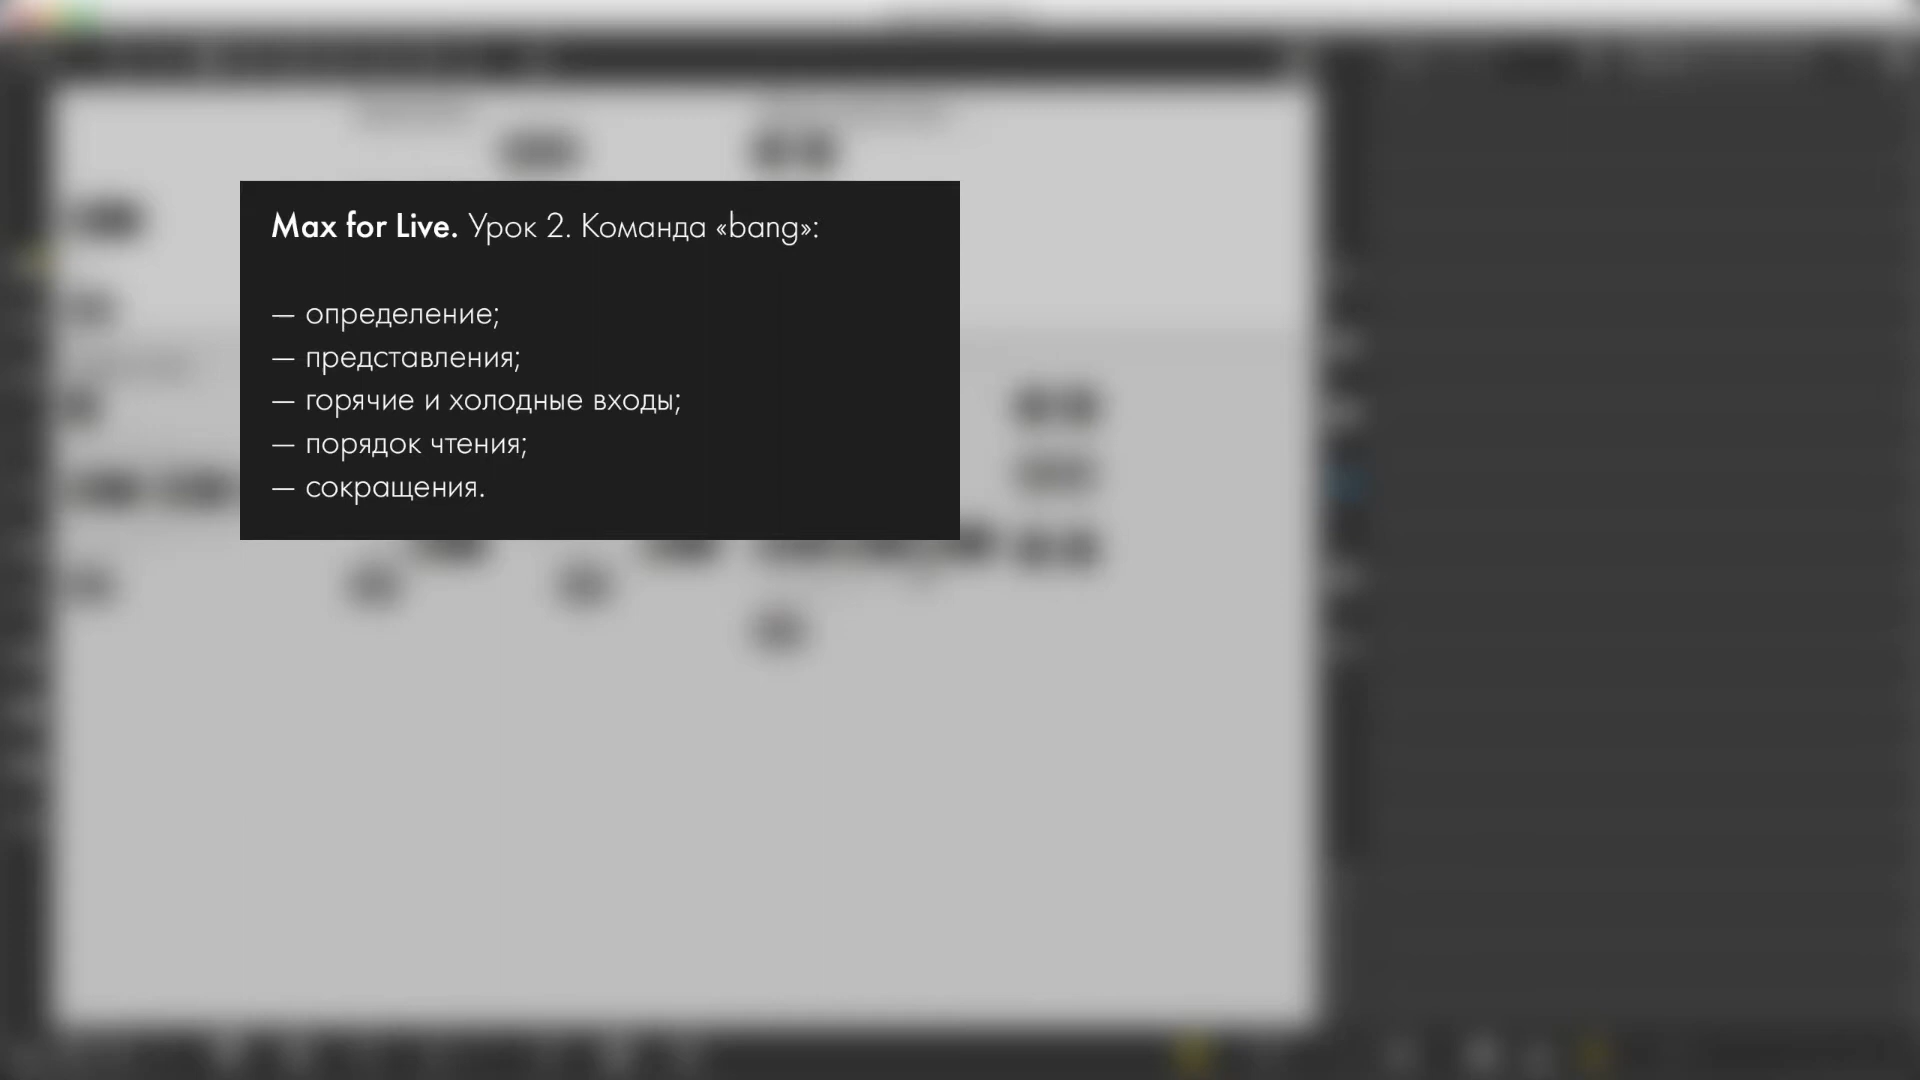 Max for Live. Урок 2. Команда «bang»:
— определение;
— представления;
— горячие и холодные входы;
— порядок чтения;
— сокращения.